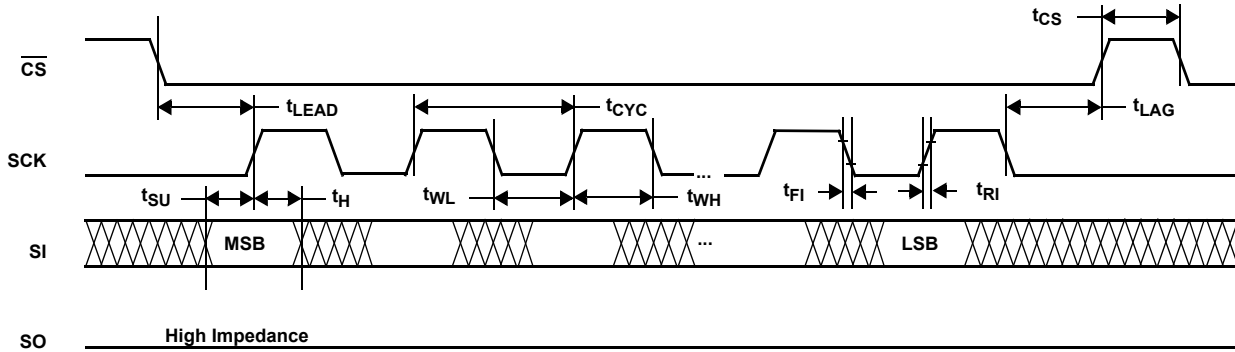 tCS
CS
tLEAD
tCYC
tLAG
SCK
...
tSU
tH
tWL
tWH
tFI
tRI
SI
MSB
...
LSB
SO
High Impedance